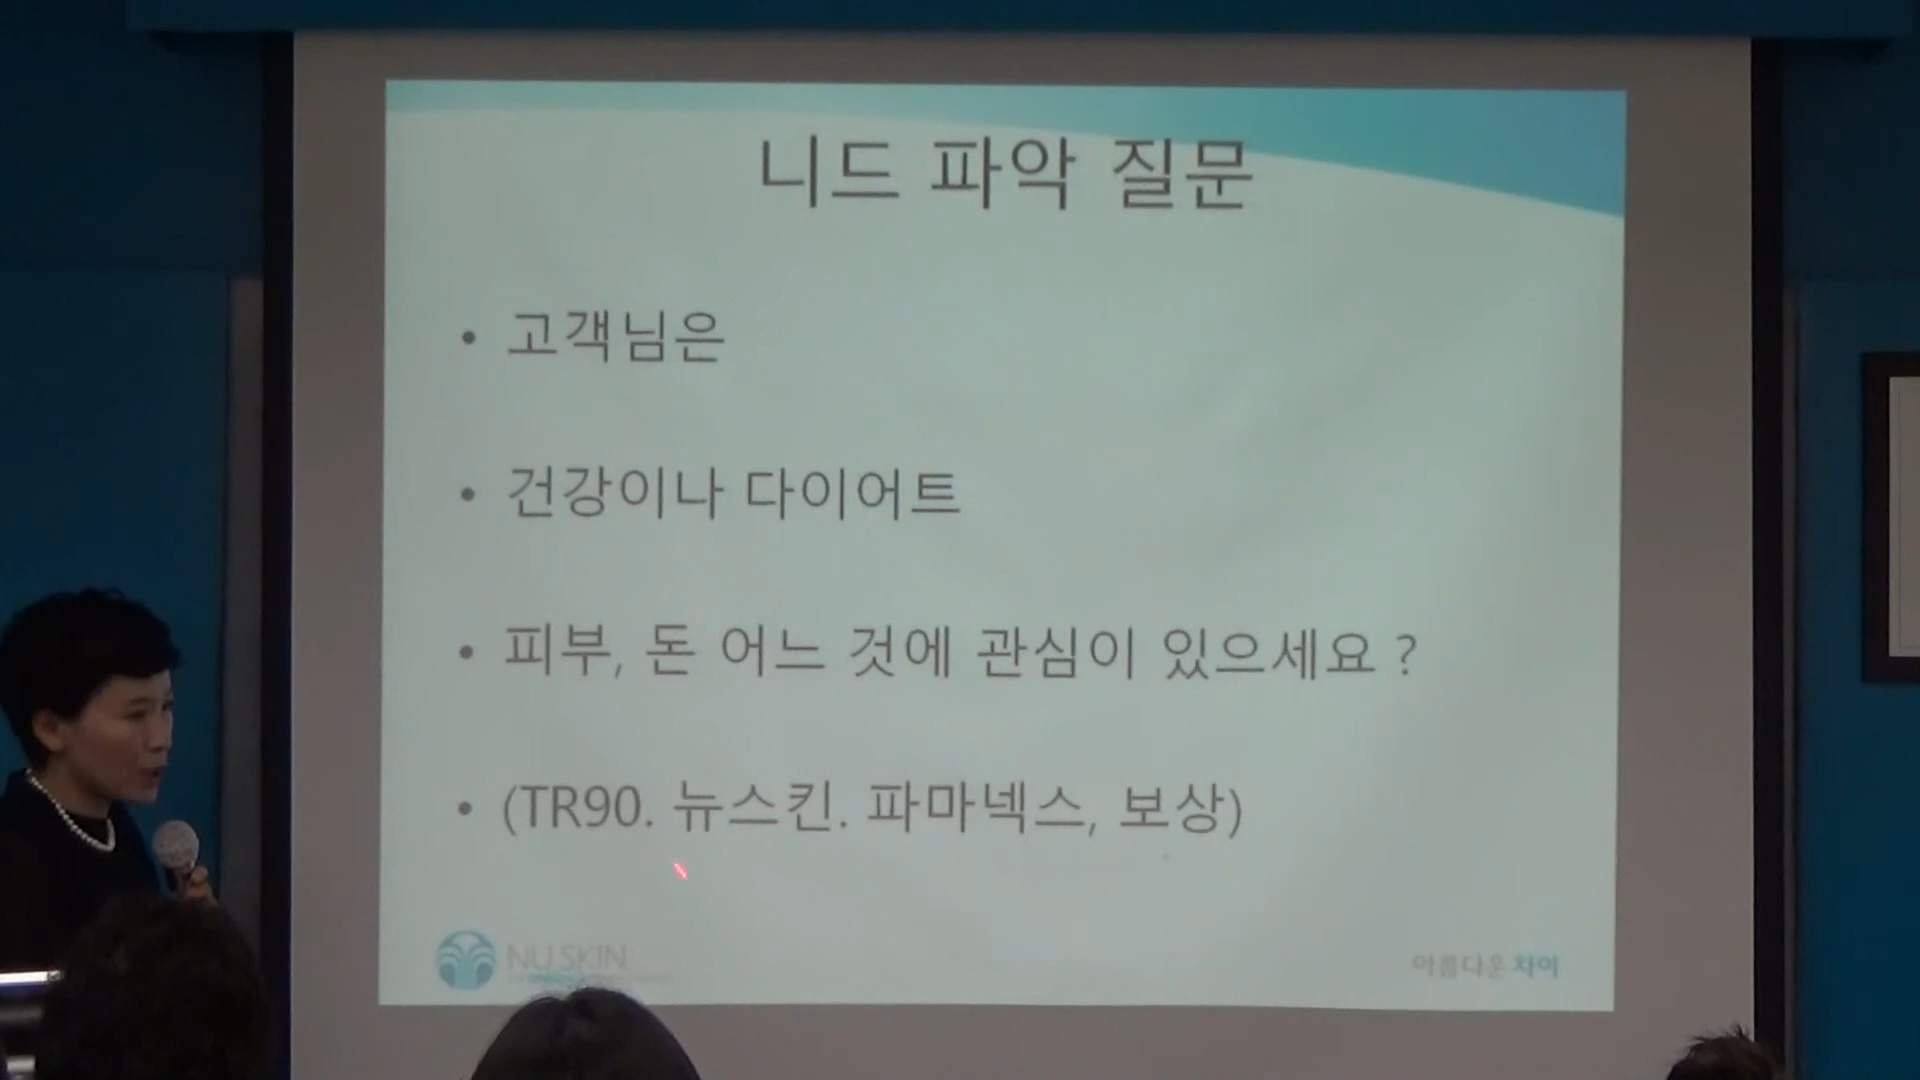 니드 파악 질문
• 고객님은
• 건강이나 다이어트
• 피부, 돈 어느 것에 관심이 있으세요 ?
• (TR90. 뉴스킨. 파마넥스, 보상)
NU SKIN
아름다운 차이